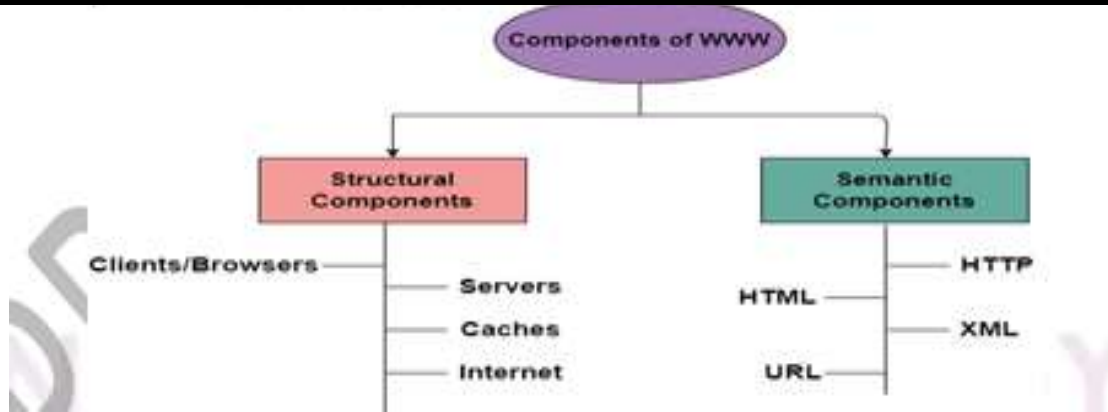 Components of WWW
Structural
Components
Semantic
Components
Clients/Browsers
Servers
Caches
Internet
HTTP
HTML
XML
URL